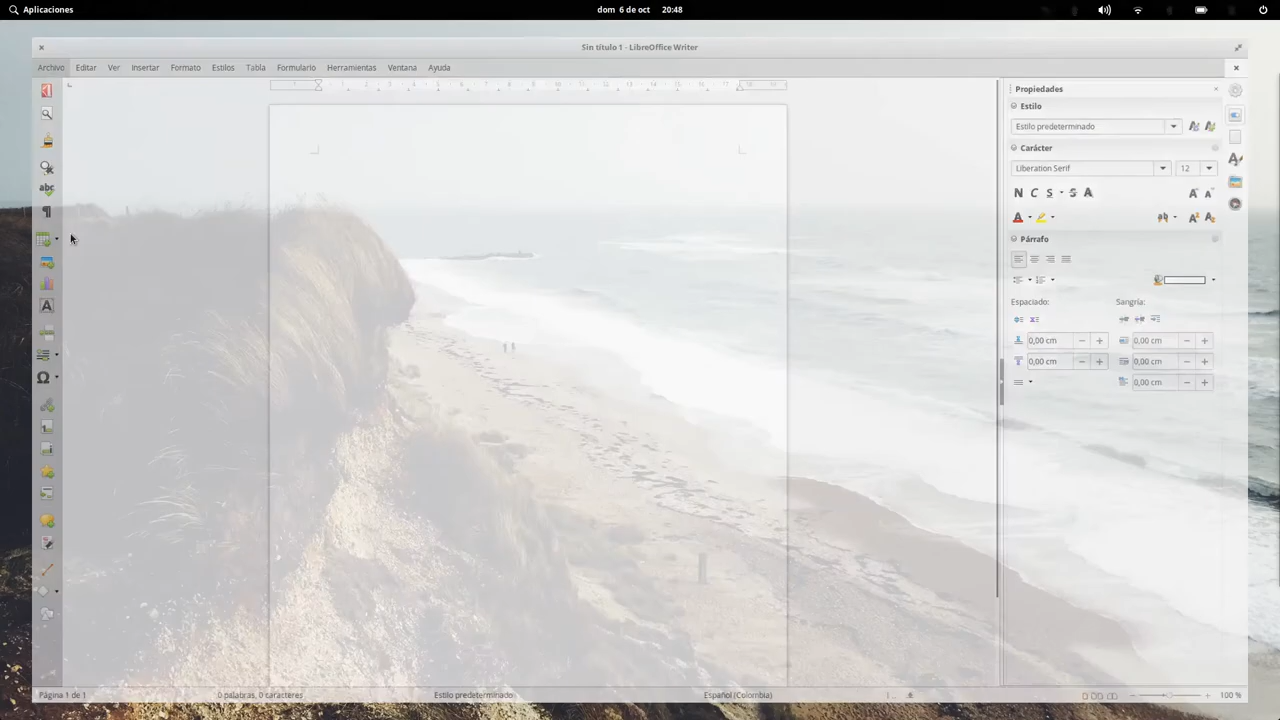 Aplicaciones
dom 6 de oct 20:48
Sin título 1 - LibreOffice Writer
Archivo Editar Ver Insertar Formato Estilos Tabla Formulario Herramientas Ventana Ayuda
Propiedades
Estilo
Estilo predeterminado
Carácter
Liberation Serif 12
N C S S A
Párrafo
Espaciado: Sangría:
0,00 cm 0,00 cm
0,00 cm 0,00 cm
0,00 cm
Página 1 de 1 0 palabras, 0 caracteres Estilo predeterminado Español (Colombia) 100 %